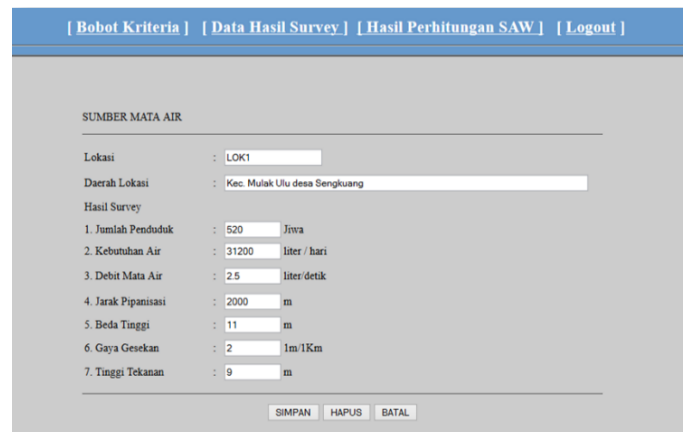 [ Bobot Kriteria ] [ Data Hasil Survey ] [ Hasil Perhitungan SAW ] [ Logout ]
SUMBER MATA AIR
Lokasi : LOK1
Daerah Lokasi : Kec. Mulak Ulu desa Sengkuang
Hasil Survey
1. Jumlah Penduduk : 520 Jiwa
2. Kebutuhan Air : 31200 liter / hari
3. Debit Mata Air : 2.5 liter/detik
4. Jarak Pipanisasi : 2000 m
5. Beda Tinggi : 11 m
6. Gaya Gesekan : 2 1m/1Km
7. Tinggi Tekanan : 9 m
SIMPAN HAPUS BATAL